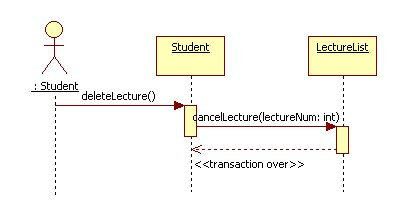 Student
LectureList
: Student
deleteLecture()
cancelLecture(lectureNum: int)
<<transaction over>>